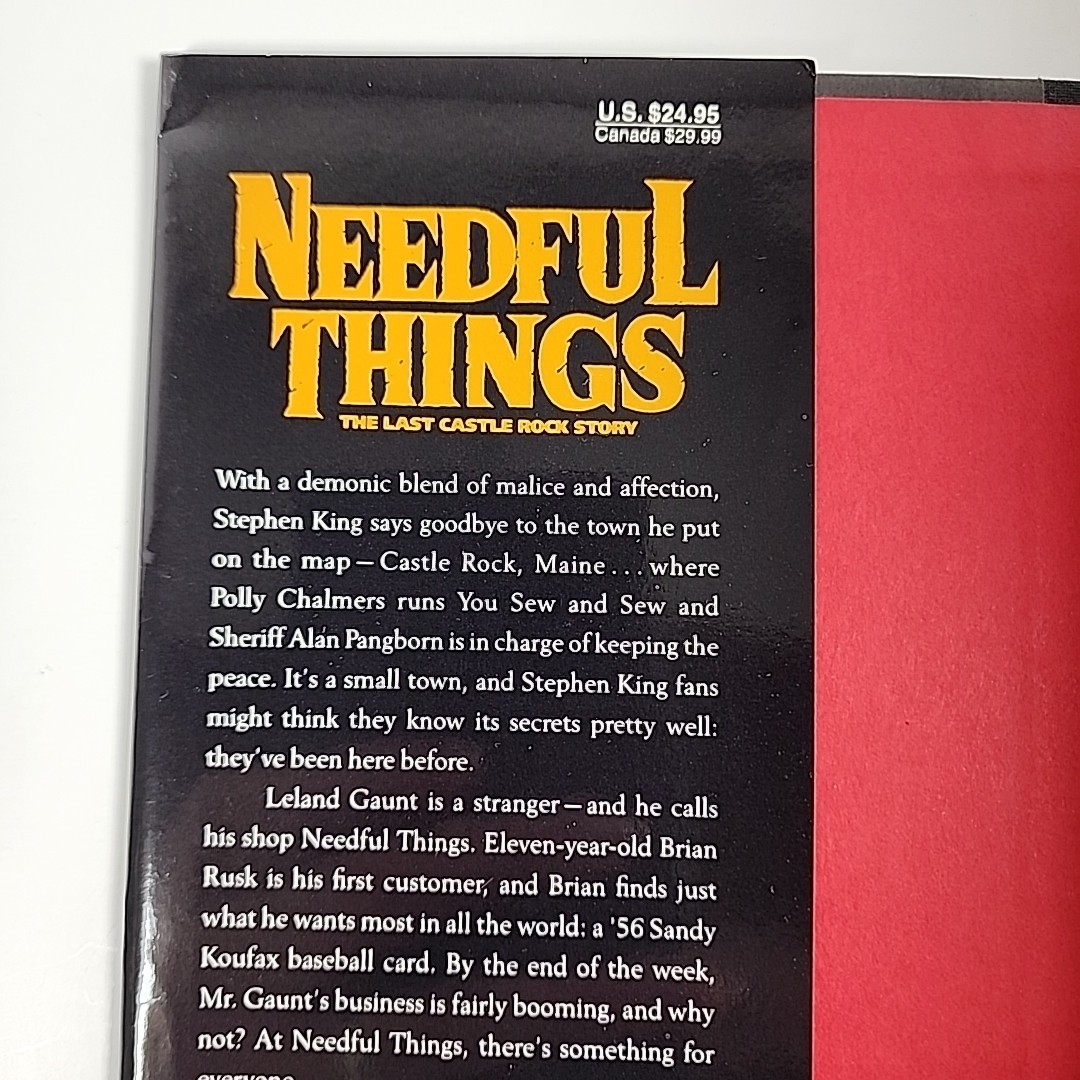 U.S. $24.95
Canada $29.99
NEEDFUL
THINGS
THE LAST CASTLE ROCK STORY
With a demonic blend of malice and affection,
Stephen King says goodbye to the town he put
on the map—Castle Rock, Maine...where
Polly Chalmers runs You Sew and Sew and
Sheriff Alan Pangborn is in charge of keeping the
peace. It's a small town, and Stephen King fans
might think they know its secrets pretty well:
they've been here before.
Leland Gaunt is a stranger—and he calls
his shop Needful Things. Eleven-year-old Brian
Rusk is his first customer, and Brian finds just
what he wants most in all the world: a '56 Sandy
Koufax baseball card. By the end of the week,
Mr. Gaunt's business is fairly booming, and why
not? At Needful Things, there's something for
everyone